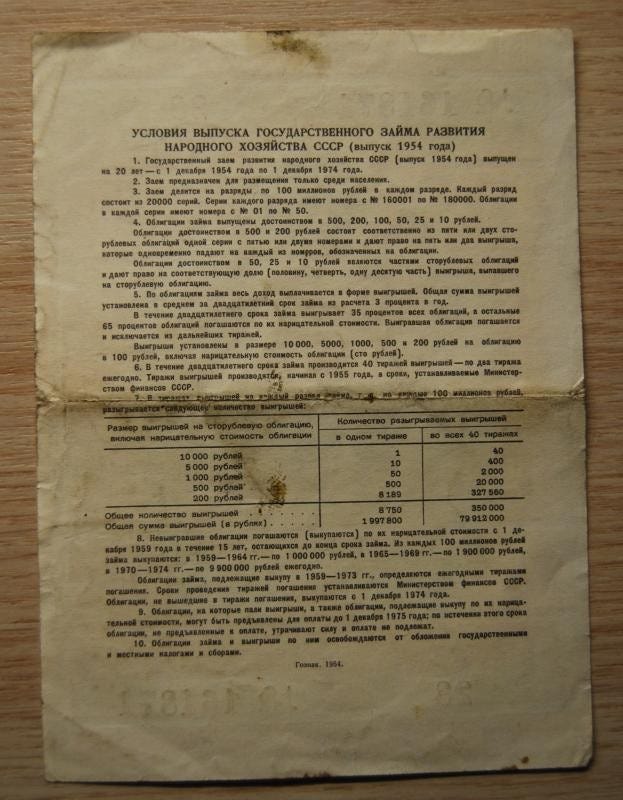 УСЛОВИЯ ВЫПУСКА ГОСУДАРСТВЕННОГО ЗАЙМА РАЗВИТИЯ
НАРОДНОГО ХОЗЯЙСТВА СССР (выпуск 1954 года)
1. Государственный заем развития народного хозяйства СССР (выпуск 1954 года) выпущен
на 20 лет — с 1 декабря 1954 года по 1 декабря 1974 года.
2. Заем предназначен для размещения только среди населения.
3. Заем делится на разряды по 100 миллионов рублей в каждом разряде. Каждый разряд
состоит из 20000 серий. Серии каждого разряда имеют номера с № 160001 по № 180000. Облигации
в каждой серии имеют номера с № 01 по № 50.
4. Облигации займа выпущены достоинством в 500, 200, 100, 50, 25 и 10 рублей.
Облигации достоинством в 500 и 200 рублей состоят соответственно из пяти или двух сто-
рублевых облигаций одной серии с пятью или двумя номерами и дают право на пять или два выигрыша,
которые одновременно падают на каждый из номеров, обозначенных на облигации.
Облигации достоинством в 50, 25 и 10 рублей являются частями сторублевых облигаций
и дают право на соответствующую долю (половину, четверть, одну десятую часть) выигрыша, выпавшего
на сторублевую облигацию.
5. По облигациям займа весь доход выплачивается в форме выигрышей. Общая сумма выигрышей
установлена в среднем за двадцатилетний срок займа из расчета 3 процента в год.
В течение двадцатилетнего срока займа выигрывает 35 процентов всех облигаций, а остальные
65 процентов облигаций погашаются по их нарицательной стоимости. Выигравшая облигация погашается
и исключается из дальнейших тиражей.
Выигрыши установлены в размере 10 000, 5000, 1000, 500 и 200 рублей на облигацию
в 100 рублей, включая нарицательную стоимость облигации (сто рублей).
6. В течение двадцатилетнего срока займа производится 40 тиражей выигрышей — по два тиража
ежегодно. Тиражи выигрышей производятся, начиная с 1955 года, в сроки, устанавливаемые Министер-
ством финансов СССР.
7. В тиражах выигрышей на каждый разряд займа, т. е. на каждые 100 миллионов рублей,
разыгрывается следующее количество выигрышей:
Размер выигрышей на сторублевую облигацию, включая нарицательную стоимость облигации
Количество разыгрываемых выигрышей
в одном тираже во всех 40 тиражах
10 000 рублей 1 40
5 000 рублей 10 400
1 000 рублей 50 2 000
500 рублей 500 20 000
200 рублей 8 189 327 560
Общее количество выигрышей . . . . . . 8 750 350 000
Общая сумма выигрышей (в рублях) . . . . . 1 997 800 79 912 000
8. Невыигравшие облигации погашаются (выкупаются) по их нарицательной стоимости с 1 де-
кабря 1959 года в течение 15 лет, остающихся до конца срока займа. Из каждых 100 миллионов рублей
займа выкупаются: в 1959—1964 гг.— по 1 000 000 рублей, в 1965—1969 гг.— по 1 900 000 рублей,
в 1970—1974 гг.— по 9 900 000 рублей ежегодно.
Облигации займа, подлежащие выкупу в 1959—1973 гг., определяются ежегодными тиражами
погашения. Сроки проведения тиражей погашения устанавливаются Министерством финансов СССР.
Облигации, не вышедшие в тиражи погашения, выкупаются с 1 декабря 1974 года.
9. Облигации, на которые пали выигрыши, а также облигации, подлежащие выкупу по их нарица-
тельной стоимости, могут быть предъявлены для оплаты до 1 декабря 1975 года; по истечении этого срока
облигации, не предъявленные к оплате, утрачивают силу и оплате не подлежат.
10. Облигации займа и выигрыши по ним освобождаются от обложения государственными
и местными налогами и сборами.
Гознак. 1954.